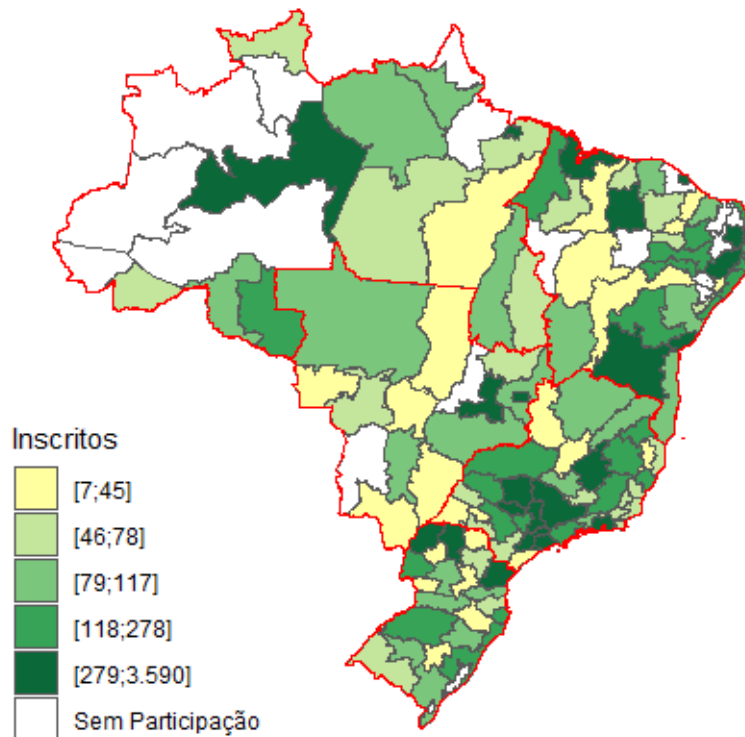 Inscritos
[7;45]
[46;78]
[79;117]
[118;278]
[279;3.590]
Sem Participação